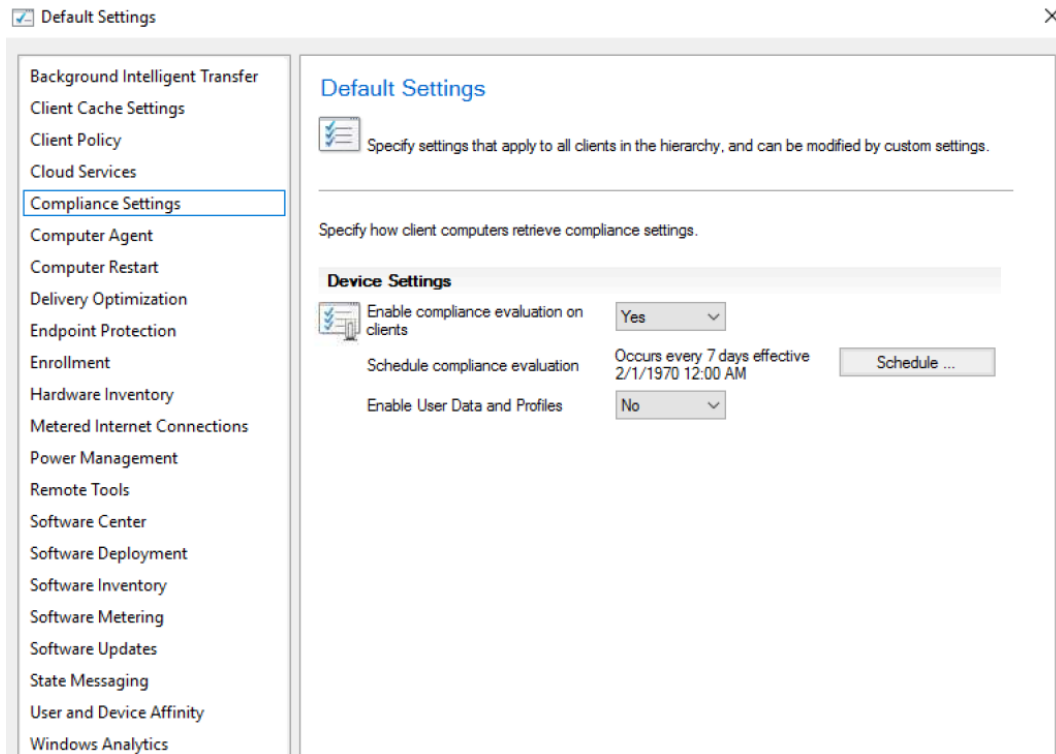 Default Settings
Background Intelligent Transfer
Client Cache Settings
Client Policy
Cloud Services
Compliance Settings
Computer Agent
Computer Restart
Delivery Optimization
Endpoint Protection
Enrollment
Hardware Inventory
Metered Internet Connections
Power Management
Remote Tools
Software Center
Software Deployment
Software Inventory
Software Metering
Software Updates
State Messaging
User and Device Affinity
Windows Analytics
Default Settings
Specify settings that apply to all clients in the hierarchy, and can be modified by custom settings.
Specify how client computers retrieve compliance settings.
Device Settings
Enable compliance evaluation on
clients
Yes
Schedule compliance evaluation
Occurs every 7 days effective
2/1/1970 12:00 AM
Schedule ...
Enable User Data and Profiles
No